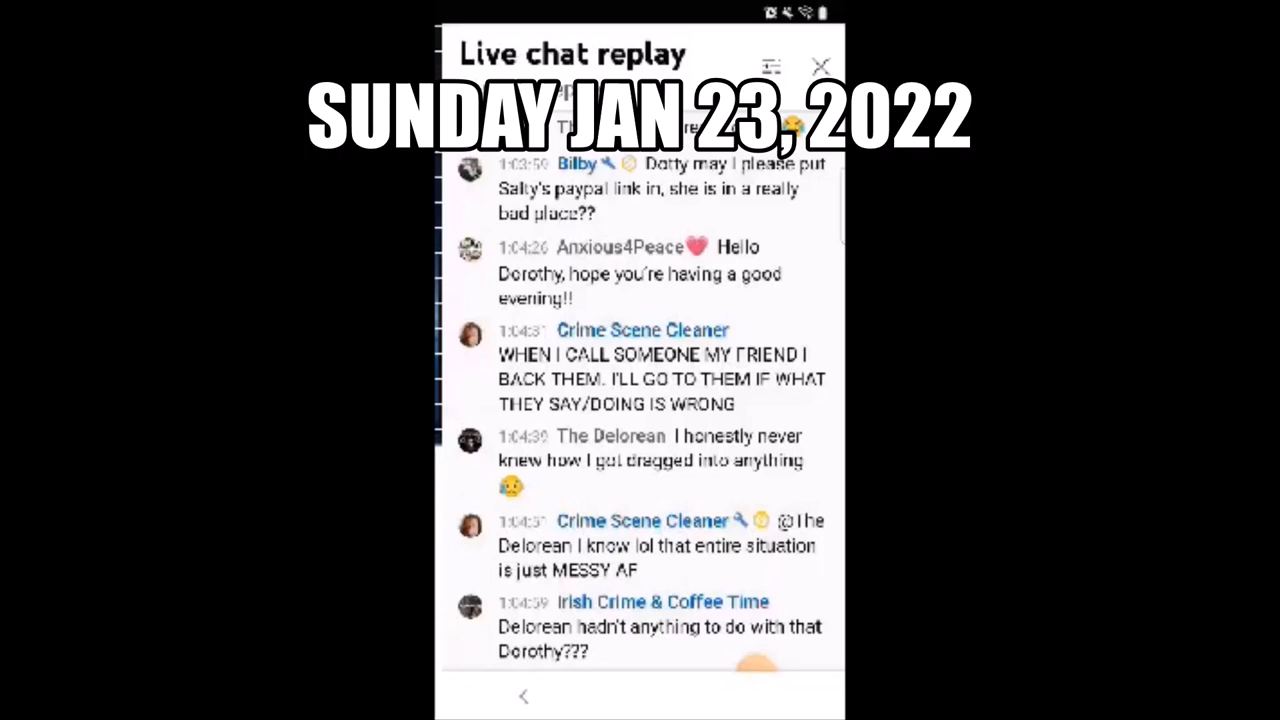 Live chat replay
SUNDAY JAN 23, 2022
1:03:59 Bilby Dotty may I please put
Salty's paypal link in, she is in a really
bad place??
1:04:26 Anxious4Peace Hello
Dorothy, hope you're having a good
evening!!
1:04:31 Crime Scene Cleaner
WHEN I CALL SOMEONE MY FRIEND I
BACK THEM. I'LL GO TO THEM IF WHAT
THEY SAY/DOING IS WRONG
1:04:39 The Delorean I honestly never
knew how I got dragged into anything
1:04:51 Crime Scene Cleaner @The
Delorean I know lol that entire situation
is just MESSY AF
1:04:59 Irish Crime & Coffee Time
Delorean hadn't anything to do with that
Dorothy???